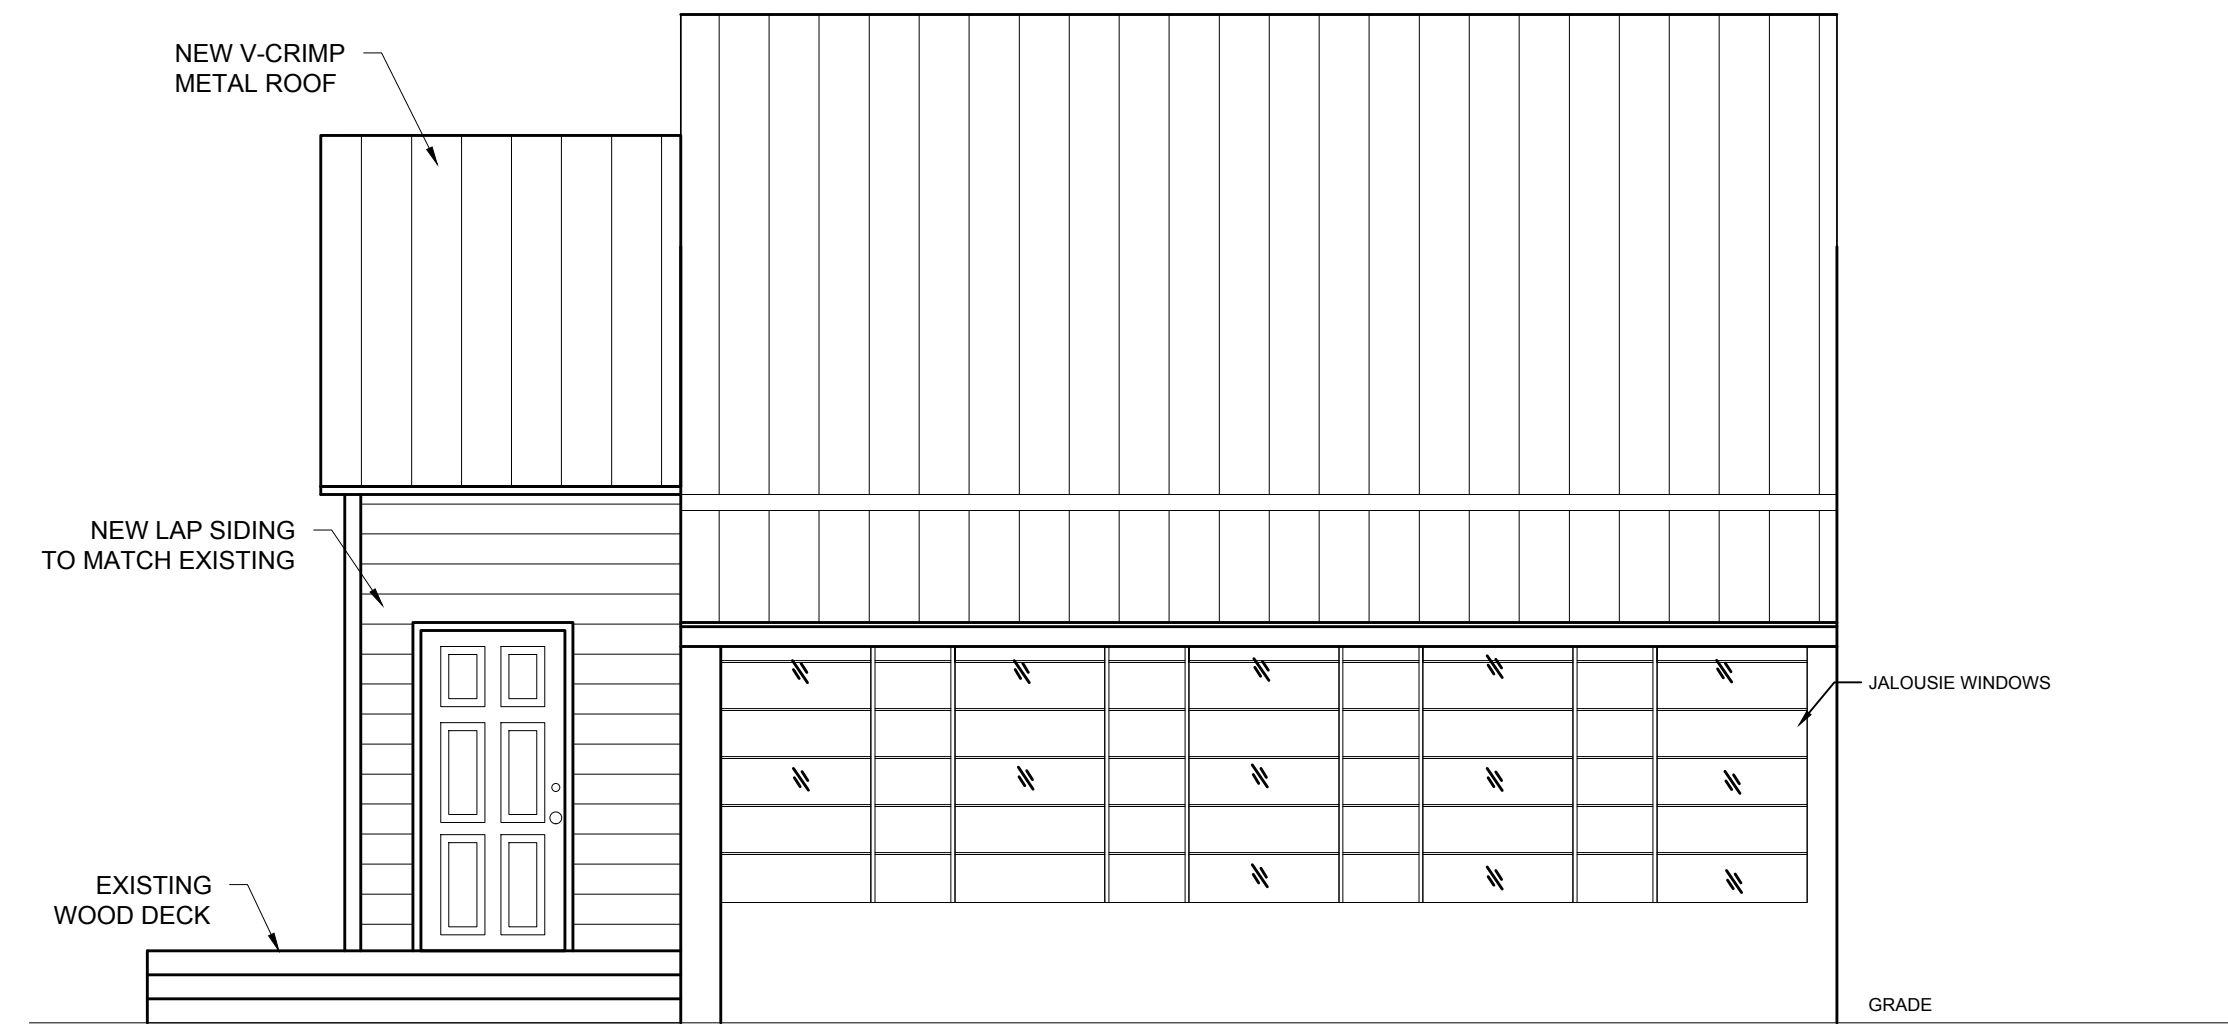 NEW V-CRIMP
METAL ROOF
NEW LAP SIDING
TO MATCH EXISTING
JALOUSIE WINDOWS
EXISTING
WOOD DECK
GRADE